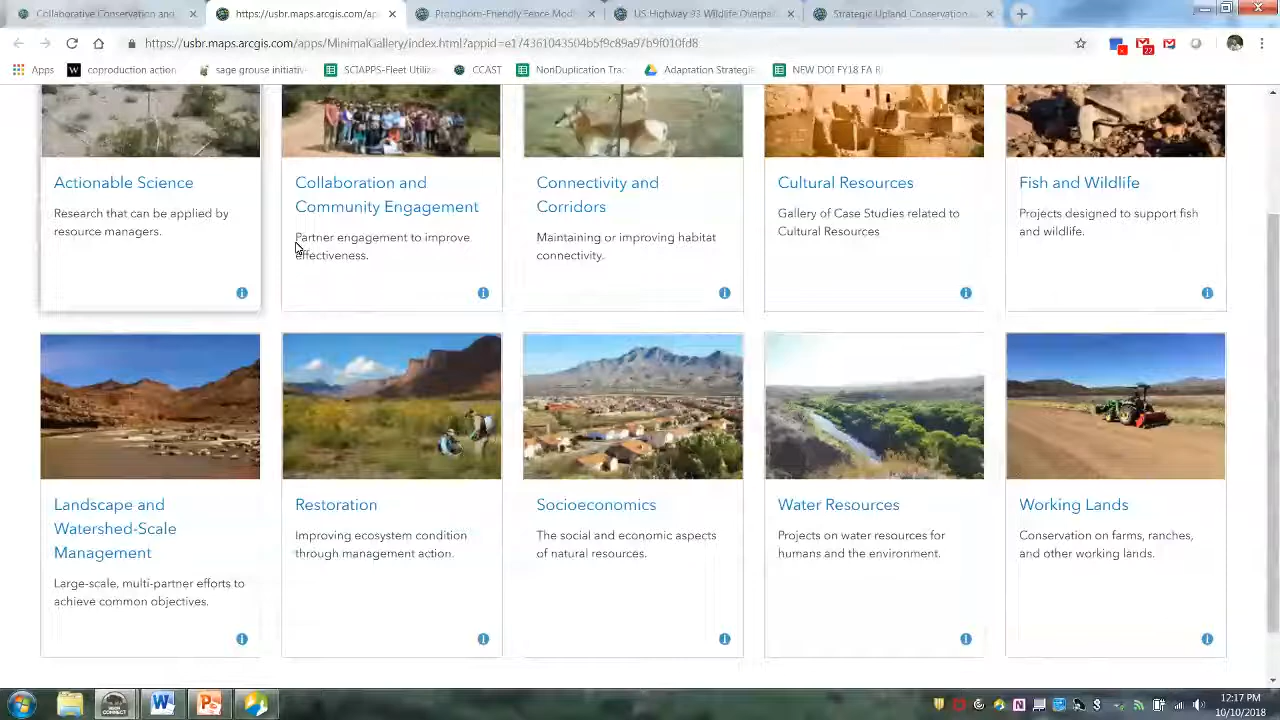 Collaborative Conservation and
https://usbr.maps.arcgis.com/ap
Pronghorn-Friendly Fence Modi
US Highway 93 Wildlife Overpa
Strategic Upland Conservation
https://usbr.maps.arcgis.com/apps/MinimalGallery/
Apps
coproduction action
sage grouse initiativ
SCIAPPS-Fleet Utiliz
CCAST
NonDuplication Tra
Adaptation Strategie
NEW DOI FY18 FA R
22
Actionable Science
Research that can be applied by
resource managers.
Collaboration and
Community Engagement
Partner engagement to improve
effectiveness.
Connectivity and
Corridors
Maintaining or improving habitat
connectivity.
Cultural Resources
Gallery of Case Studies related to
Cultural Resources
Fish and Wildlife
Projects designed to support fish
and wildlife.
Landscape and
Watershed-Scale
Management
Large-scale, multi-partner efforts to
achieve common objectives.
Restoration
Improving ecosystem condition
through management action.
Socioeconomics
The social and economic aspects
of natural resources.
Water Resources
Projects on water resources for
humans and the environment.
Working Lands
Conservation on farms, ranches,
and other working lands.
12:17 PM
10/10/2018